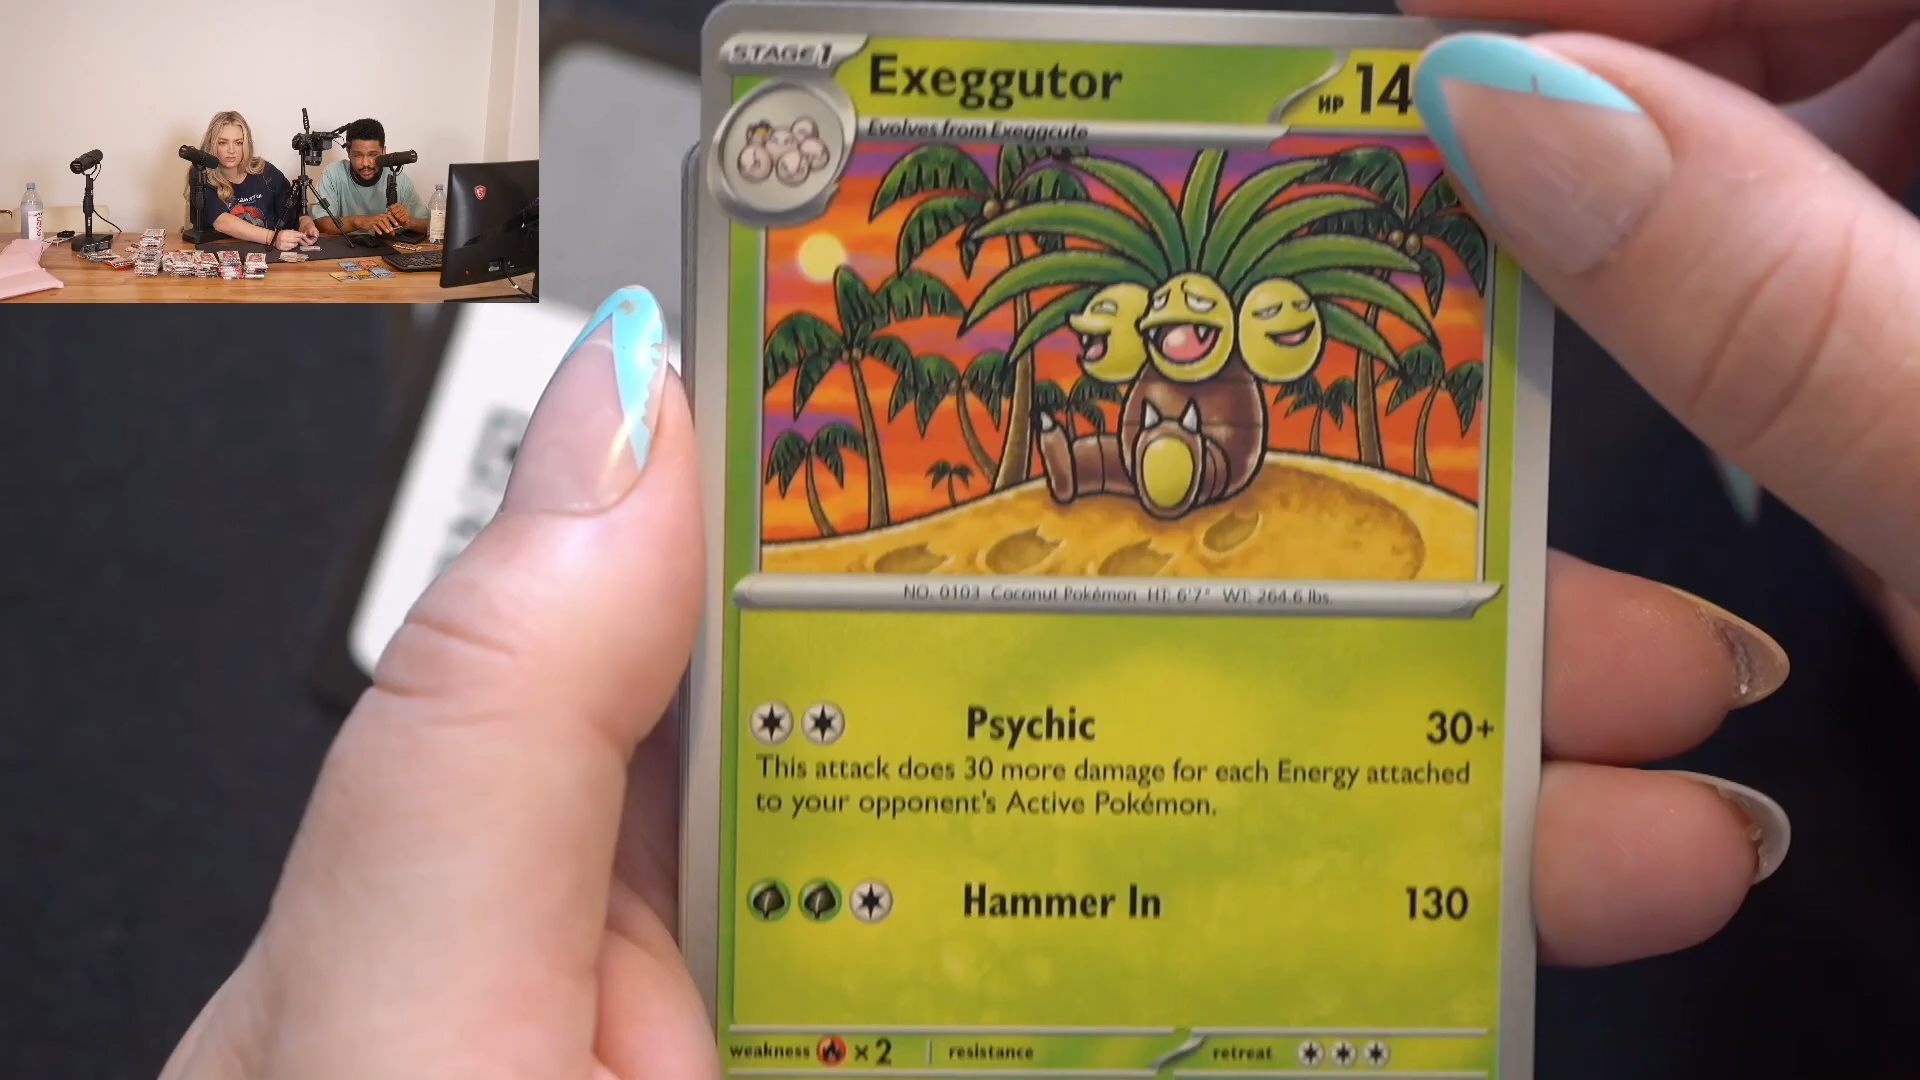 STAGE1
Exeggutor
HP 14
Evolves from Exeggcute
NO. 0103 Coconut Pokémon HT: 6'7" WT: 264.6 lbs.
Psychic 30+
This attack does 30 more damage for each Energy attached
to your opponent's Active Pokémon.
Hammer In 130
weakness ×2 resistance retreat